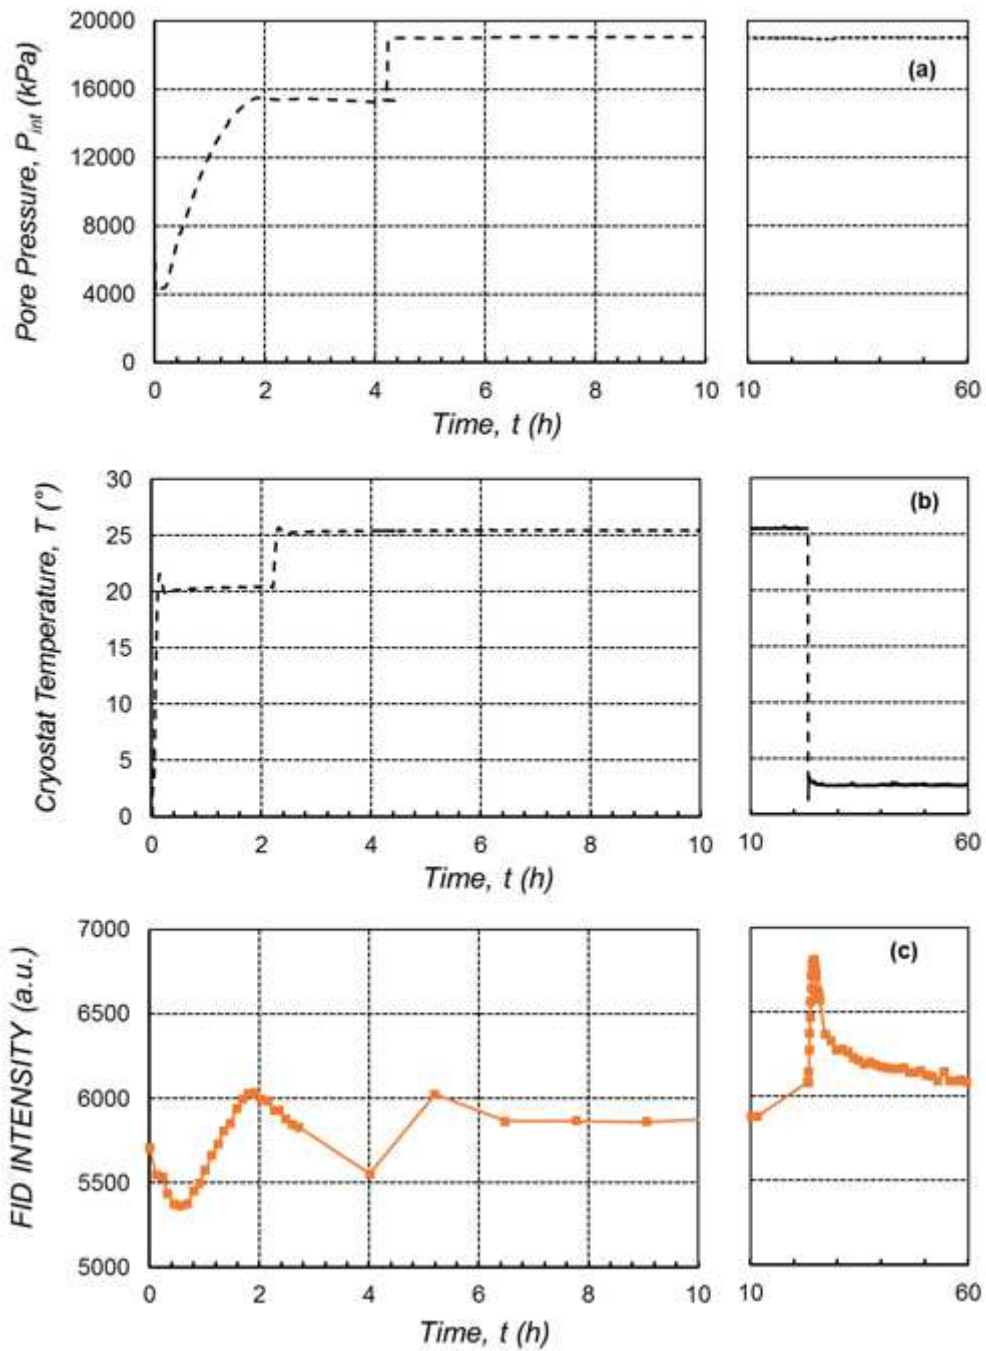 20000
16000
12000
8000
4000
0
Pore Pressure, P_int (kPa)
(a)
0 2 4 6 8 10 10 60
Time, t (h)
30
25
20
15
10
5
0
Cryostat Temperature, T (°)
(b)
0 2 4 6 8 10 10 60
Time, t (h)
7000
6500
6000
5500
5000
FID INTENSITY (a.u.)
(c)
0 2 4 6 8 10 10 60
Time, t (h)